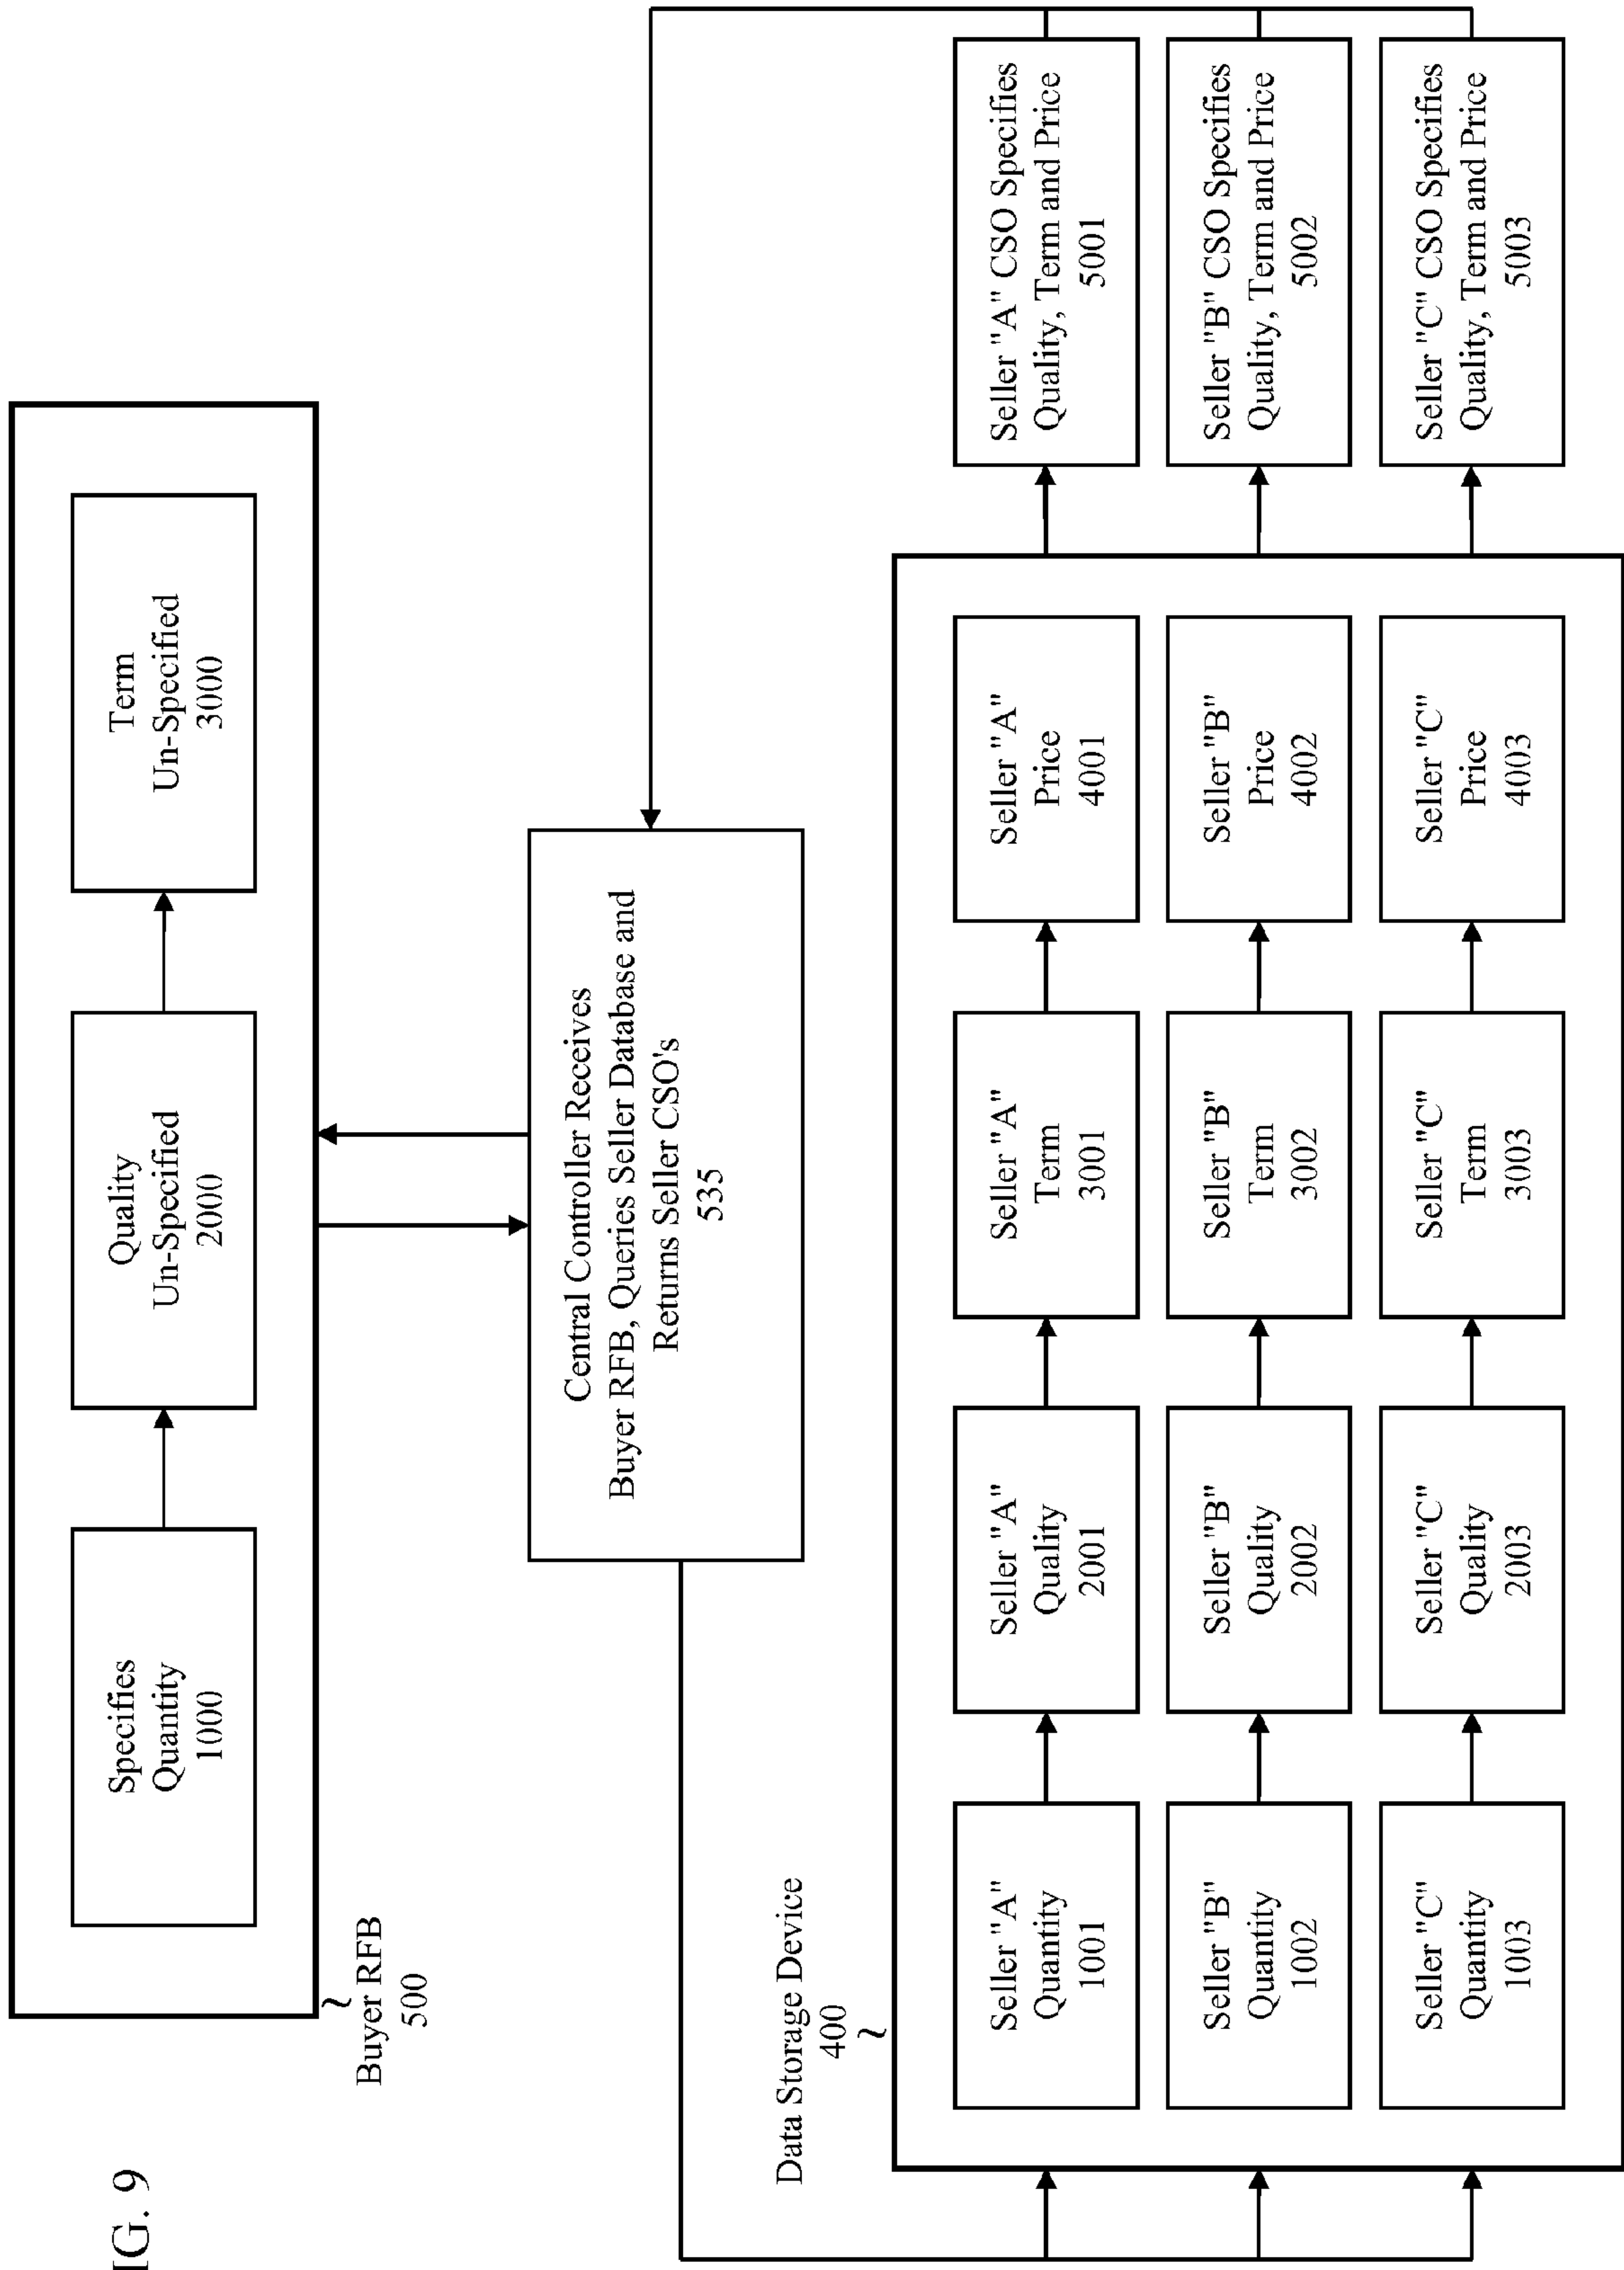 IG. 9
Specifies
Quantity
1000
Quality
Un-Specified
2000
Term
Un-Specified
3000
Buyer RFB
500
Central Controller Receives
Buyer RFB, Queries Seller Database and
Returns Seller CSO's
535
Data Storage Device
400
Seller "A"
Quantity
1001
Seller "A"
Quality
2001
Seller "A"
Term
3001
Seller "A"
Price
4001
Seller "A" CSO Specifies
Quality, Term and Price
5001
Seller "B"
Quantity
1002
Seller "B"
Quality
2002
Seller "B"
Term
3002
Seller "B"
Price
4002
Seller "B" CSO Specifies
Quality, Term and Price
5002
Seller "C"
Quantity
1003
Seller "C"
Quality
2003
Seller "C"
Term
3003
Seller "C"
Price
4003
Seller "C" CSO Specifies
Quality, Term and Price
5003